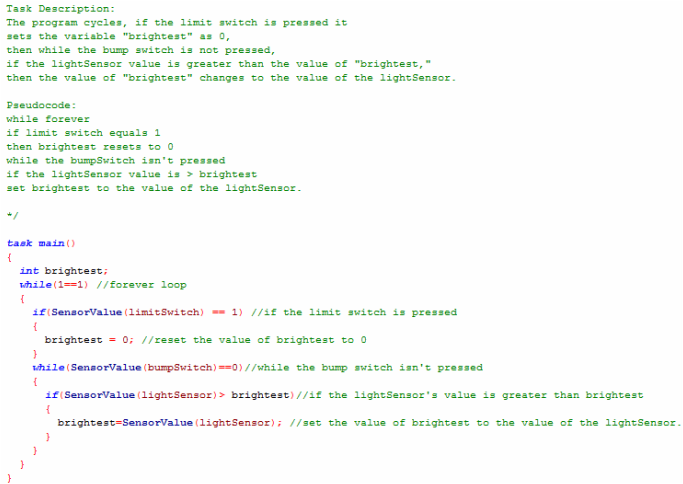 Task Description:
The program cycles, if the limit switch is pressed it
sets the variable "brightest" as 0,
then while the bump switch is not pressed,
if the lightSensor value is greater than the value of "brightest,"
then the value of "brightest" changes to the value of the lightSensor.

Pseudocode:
while forever
if limit switch equals 1
then brightest resets to 0
while the bumpSwitch isn't pressed
if the lightSensor value is > brightest
set brightest to the value of the lightSensor.

*/

task main()
{
  int brightest;
  while(1==1) //forever loop
  {
    if(SensorValue(limitSwitch) == 1) //if the limit switch is pressed
    {
      brightest = 0; //reset the value of brightest to 0
    }
    while(SensorValue(bumpSwitch)==0)//while the bump switch isn't pressed
    {
      if(SensorValue(lightSensor)> brightest)//if the lightSensor's value is greater than brightest
      {
        brightest=SensorValue(lightSensor); //set the value of brightest to the value of the lightSensor.
      }
    }
  }
}